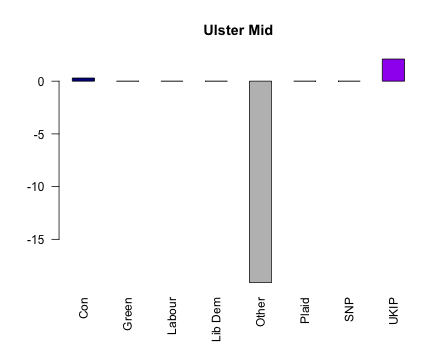 Ulster Mid
0
-5
-10
-15
Con
Green
Labour
Lib Dem
Other
Plaid
SNP
UKIP